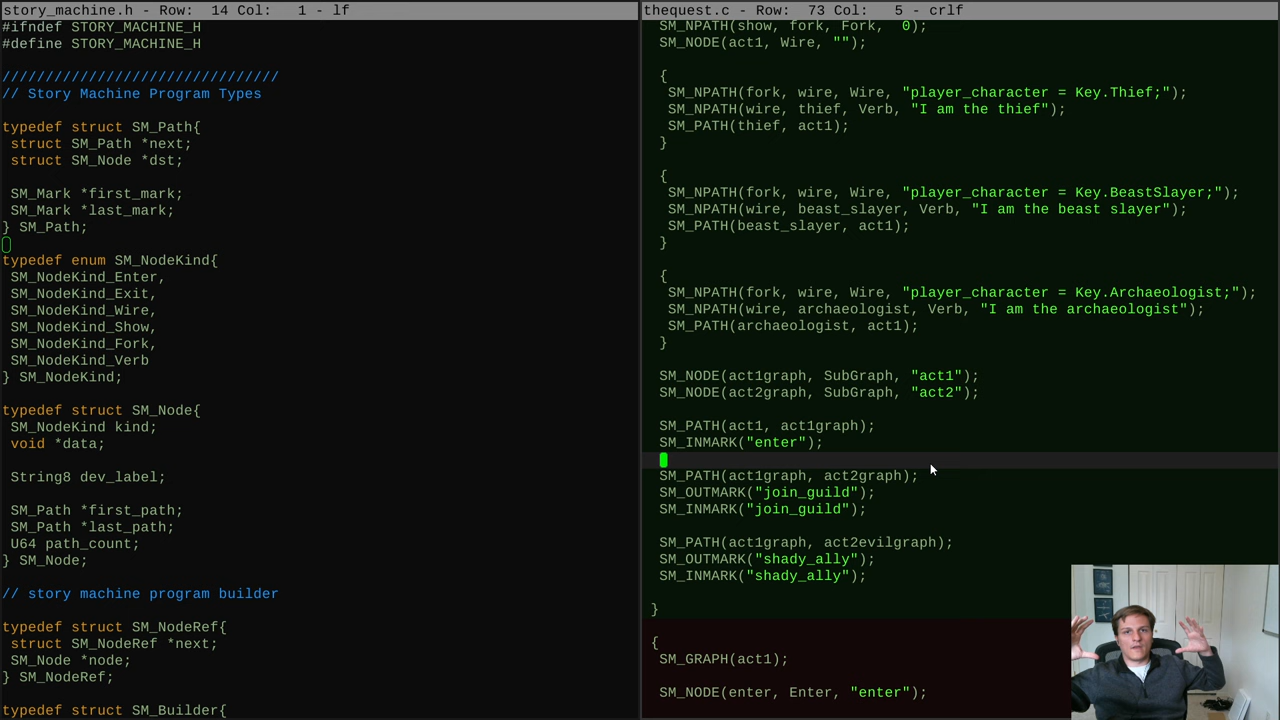 story_machine.h - Row:  14 Col:   1 - lf
#ifndef STORY_MACHINE_H
#define STORY_MACHINE_H
////////////////////////////////
// Story Machine Program Types
typedef struct SM_Path{
 struct SM_Path *next;
 struct SM_Node *dst;
 SM_Mark *first_mark;
 SM_Mark *last_mark;
} SM_Path;
typedef enum SM_NodeKind{
 SM_NodeKind_Enter,
 SM_NodeKind_Exit,
 SM_NodeKind_Wire,
 SM_NodeKind_Show,
 SM_NodeKind_Fork,
 SM_NodeKind_Verb
} SM_NodeKind;
typedef struct SM_Node{
 SM_NodeKind kind;
 void *data;
 String8 dev_label;
 SM_Path *first_path;
 SM_Path *last_path;
 U64 path_count;
} SM_Node;
// story machine program builder
typedef struct SM_NodeRef{
 struct SM_NodeRef *next;
 SM_Node *node;
} SM_NodeRef;
typedef struct SM_Builder{
thequest.c - Row:  73 Col:   5 - crlf
SM_NPATH(show, fork, Fork,  0);
SM_NODE(act1, Wire, "");
{
 SM_NPATH(fork, wire, Wire, "player_character = Key.Thief;");
 SM_NPATH(wire, thief, Verb, "I am the thief");
 SM_PATH(thief, act1);
}
{
 SM_NPATH(fork, wire, Wire, "player_character = Key.BeastSlayer;");
 SM_NPATH(wire, beast_slayer, Verb, "I am the beast slayer");
 SM_PATH(beast_slayer, act1);
}
{
 SM_NPATH(fork, wire, Wire, "player_character = Key.Archaeologist;");
 SM_NPATH(wire, archaeologist, Verb, "I am the archaeologist");
 SM_PATH(archaeologist, act1);
}
SM_NODE(act1graph, SubGraph, "act1");
SM_NODE(act2graph, SubGraph, "act2");
SM_PATH(act1, act1graph);
SM_INMARK("enter");
SM_PATH(act1graph, act2graph);
SM_OUTMARK("join_guild");
SM_INMARK("join_guild");
SM_PATH(act1graph, act2evilgraph);
SM_OUTMARK("shady_ally");
SM_INMARK("shady_ally");
}
{
SM_GRAPH(act1);
SM_NODE(enter, Enter, "enter");